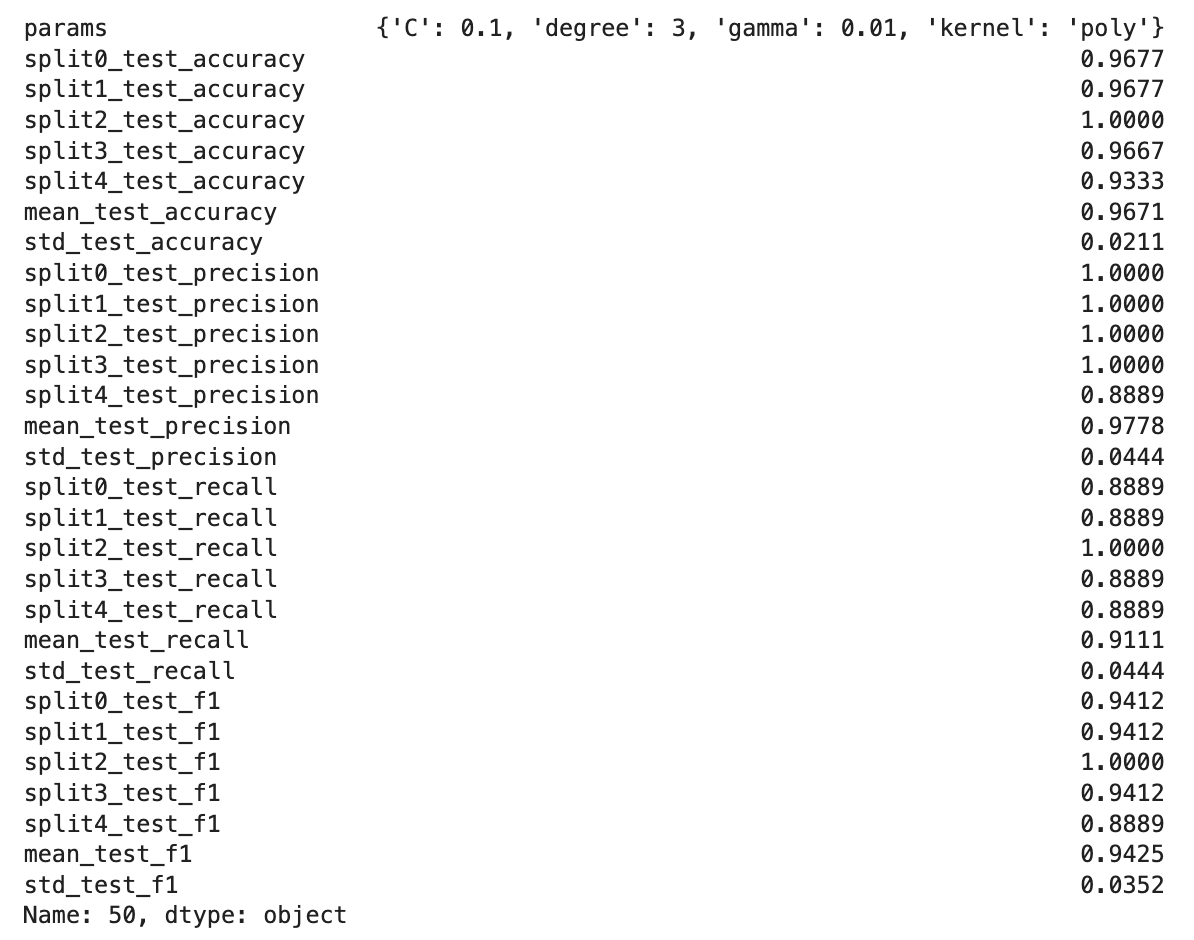 params {'C': 0.1, 'degree': 3, 'gamma': 0.01, 'kernel': 'poly'}
split0_test_accuracy 0.9677
split1_test_accuracy 0.9677
split2_test_accuracy 1.0000
split3_test_accuracy 0.9667
split4_test_accuracy 0.9333
mean_test_accuracy 0.9671
std_test_accuracy 0.0211
split0_test_precision 1.0000
split1_test_precision 1.0000
split2_test_precision 1.0000
split3_test_precision 1.0000
split4_test_precision 0.8889
mean_test_precision 0.9778
std_test_precision 0.0444
split0_test_recall 0.8889
split1_test_recall 0.8889
split2_test_recall 1.0000
split3_test_recall 0.8889
split4_test_recall 0.8889
mean_test_recall 0.9111
std_test_recall 0.0444
split0_test_f1 0.9412
split1_test_f1 0.9412
split2_test_f1 1.0000
split3_test_f1 0.9412
split4_test_f1 0.8889
mean_test_f1 0.9425
std_test_f1 0.0352
Name: 50, dtype: object